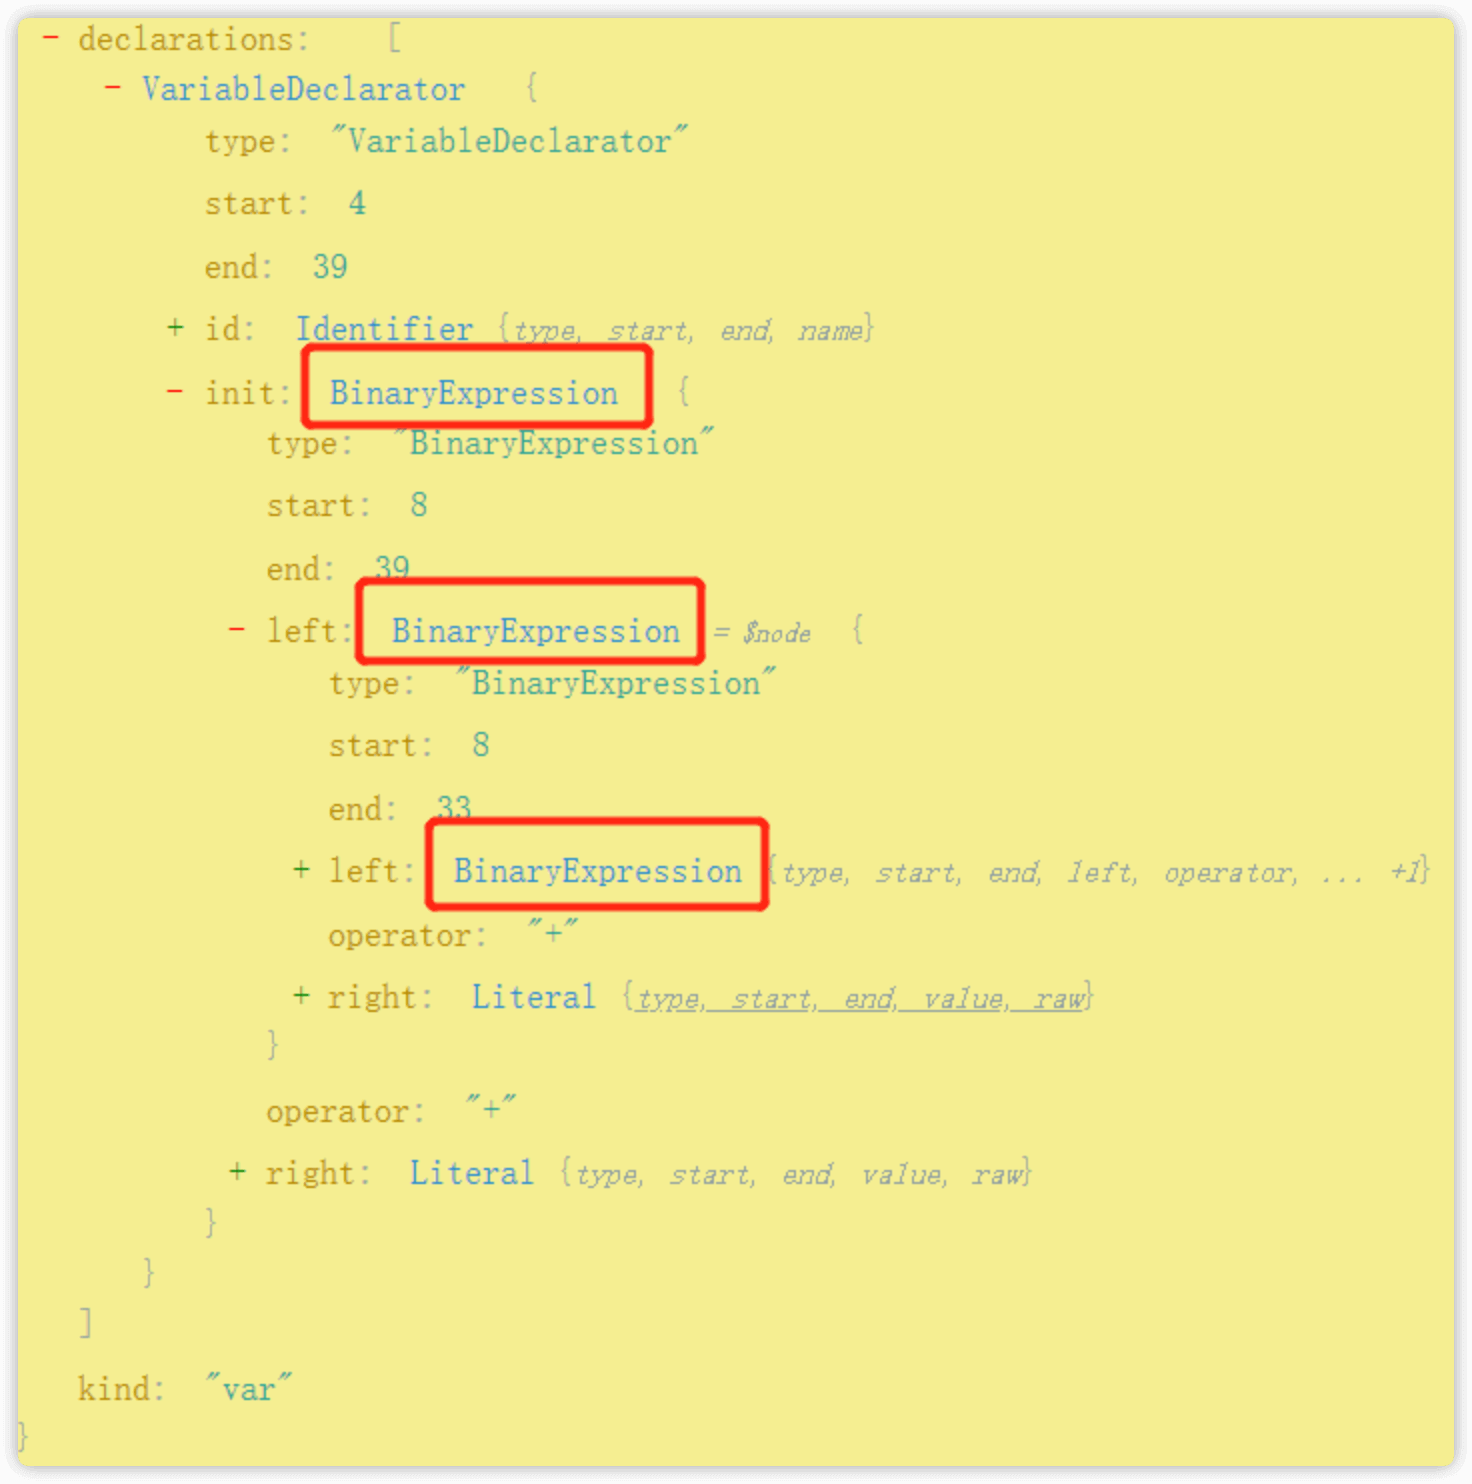 - declarations: [
- VariableDeclarator {
type: "VariableDeclarator"
start: 4
end: 39
+ id: Identifier {type, start, end, name}
- init: BinaryExpression {
type: "BinaryExpression"
start: 8
end: 39
- left: BinaryExpression = $node {
type: "BinaryExpression"
start: 8
end: 33
+ left: BinaryExpression {type, start, end, left, operator, ... +1}
operator: "+"
+ right: Literal {type, start, end, value, raw}
}
operator: "+"
+ right: Literal {type, start, end, value, raw}
}
}
]
kind: "var"
}